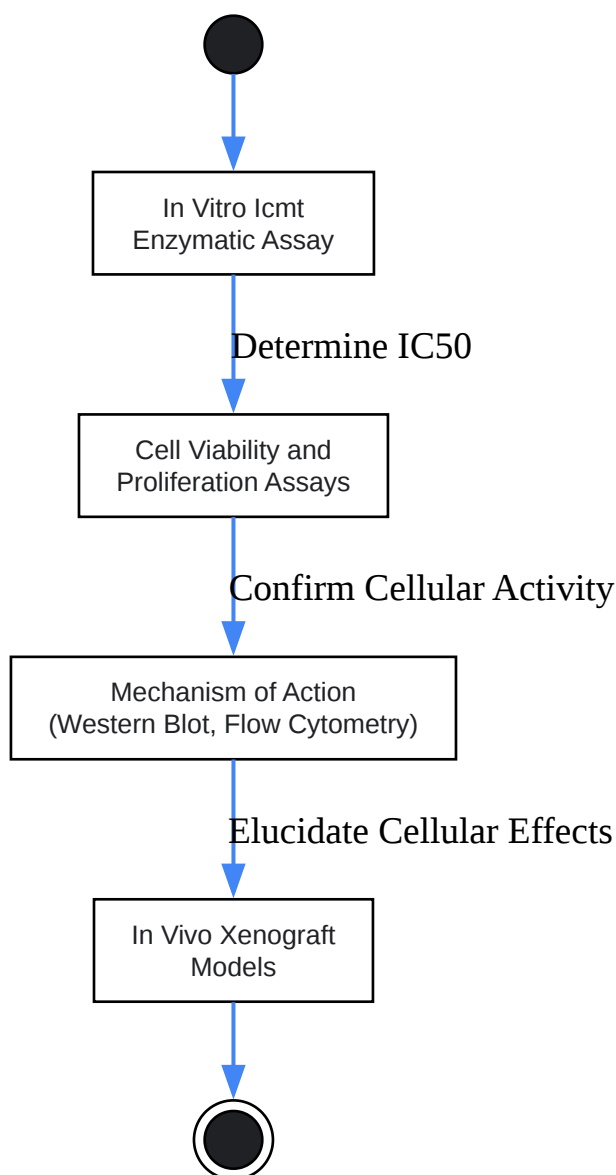 In Vitro Icmt
Enzymatic Assay
Determine IC50
Cell Viability and
Proliferation Assays
Confirm Cellular Activity
Mechanism of Action
(Western Blot, Flow Cytometry)
Elucidate Cellular Effects
In Vivo Xenograft
Models